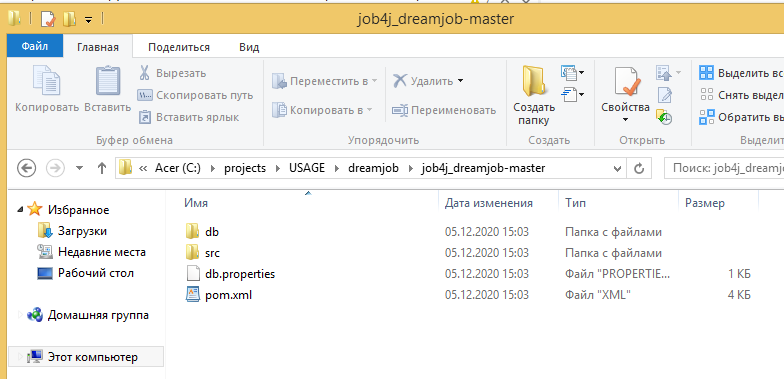 job4j_dreamjob-master
Файл Главная Поделиться Вид
Копировать
Вставить
Вырезать
Скопировать путь
Вставить ярлык
Буфер обмена
Переместить в
Копировать в
Удалить
Переименовать
Упорядочить
Создать
папку
Создать
Свойства
Открыть
Выделить вс
Снять выдел
Обратить вы
Выделит
« Acer (C:) projects USAGE dreamjob job4j_dreamjob-master
Поиск: job4j_dreamjo
Избранное
Загрузки
Недавние места
Рабочий стол
Домашняя группа
Этот компьютер
Имя Дата изменения Тип Размер
db 05.12.2020 15:03 Папка с файлами
src 05.12.2020 15:03 Папка с файлами
db.properties 05.12.2020 15:03 Файл "PROPERTIE... 1 КБ
pom.xml 05.12.2020 15:03 Файл "XML" 4 КБ